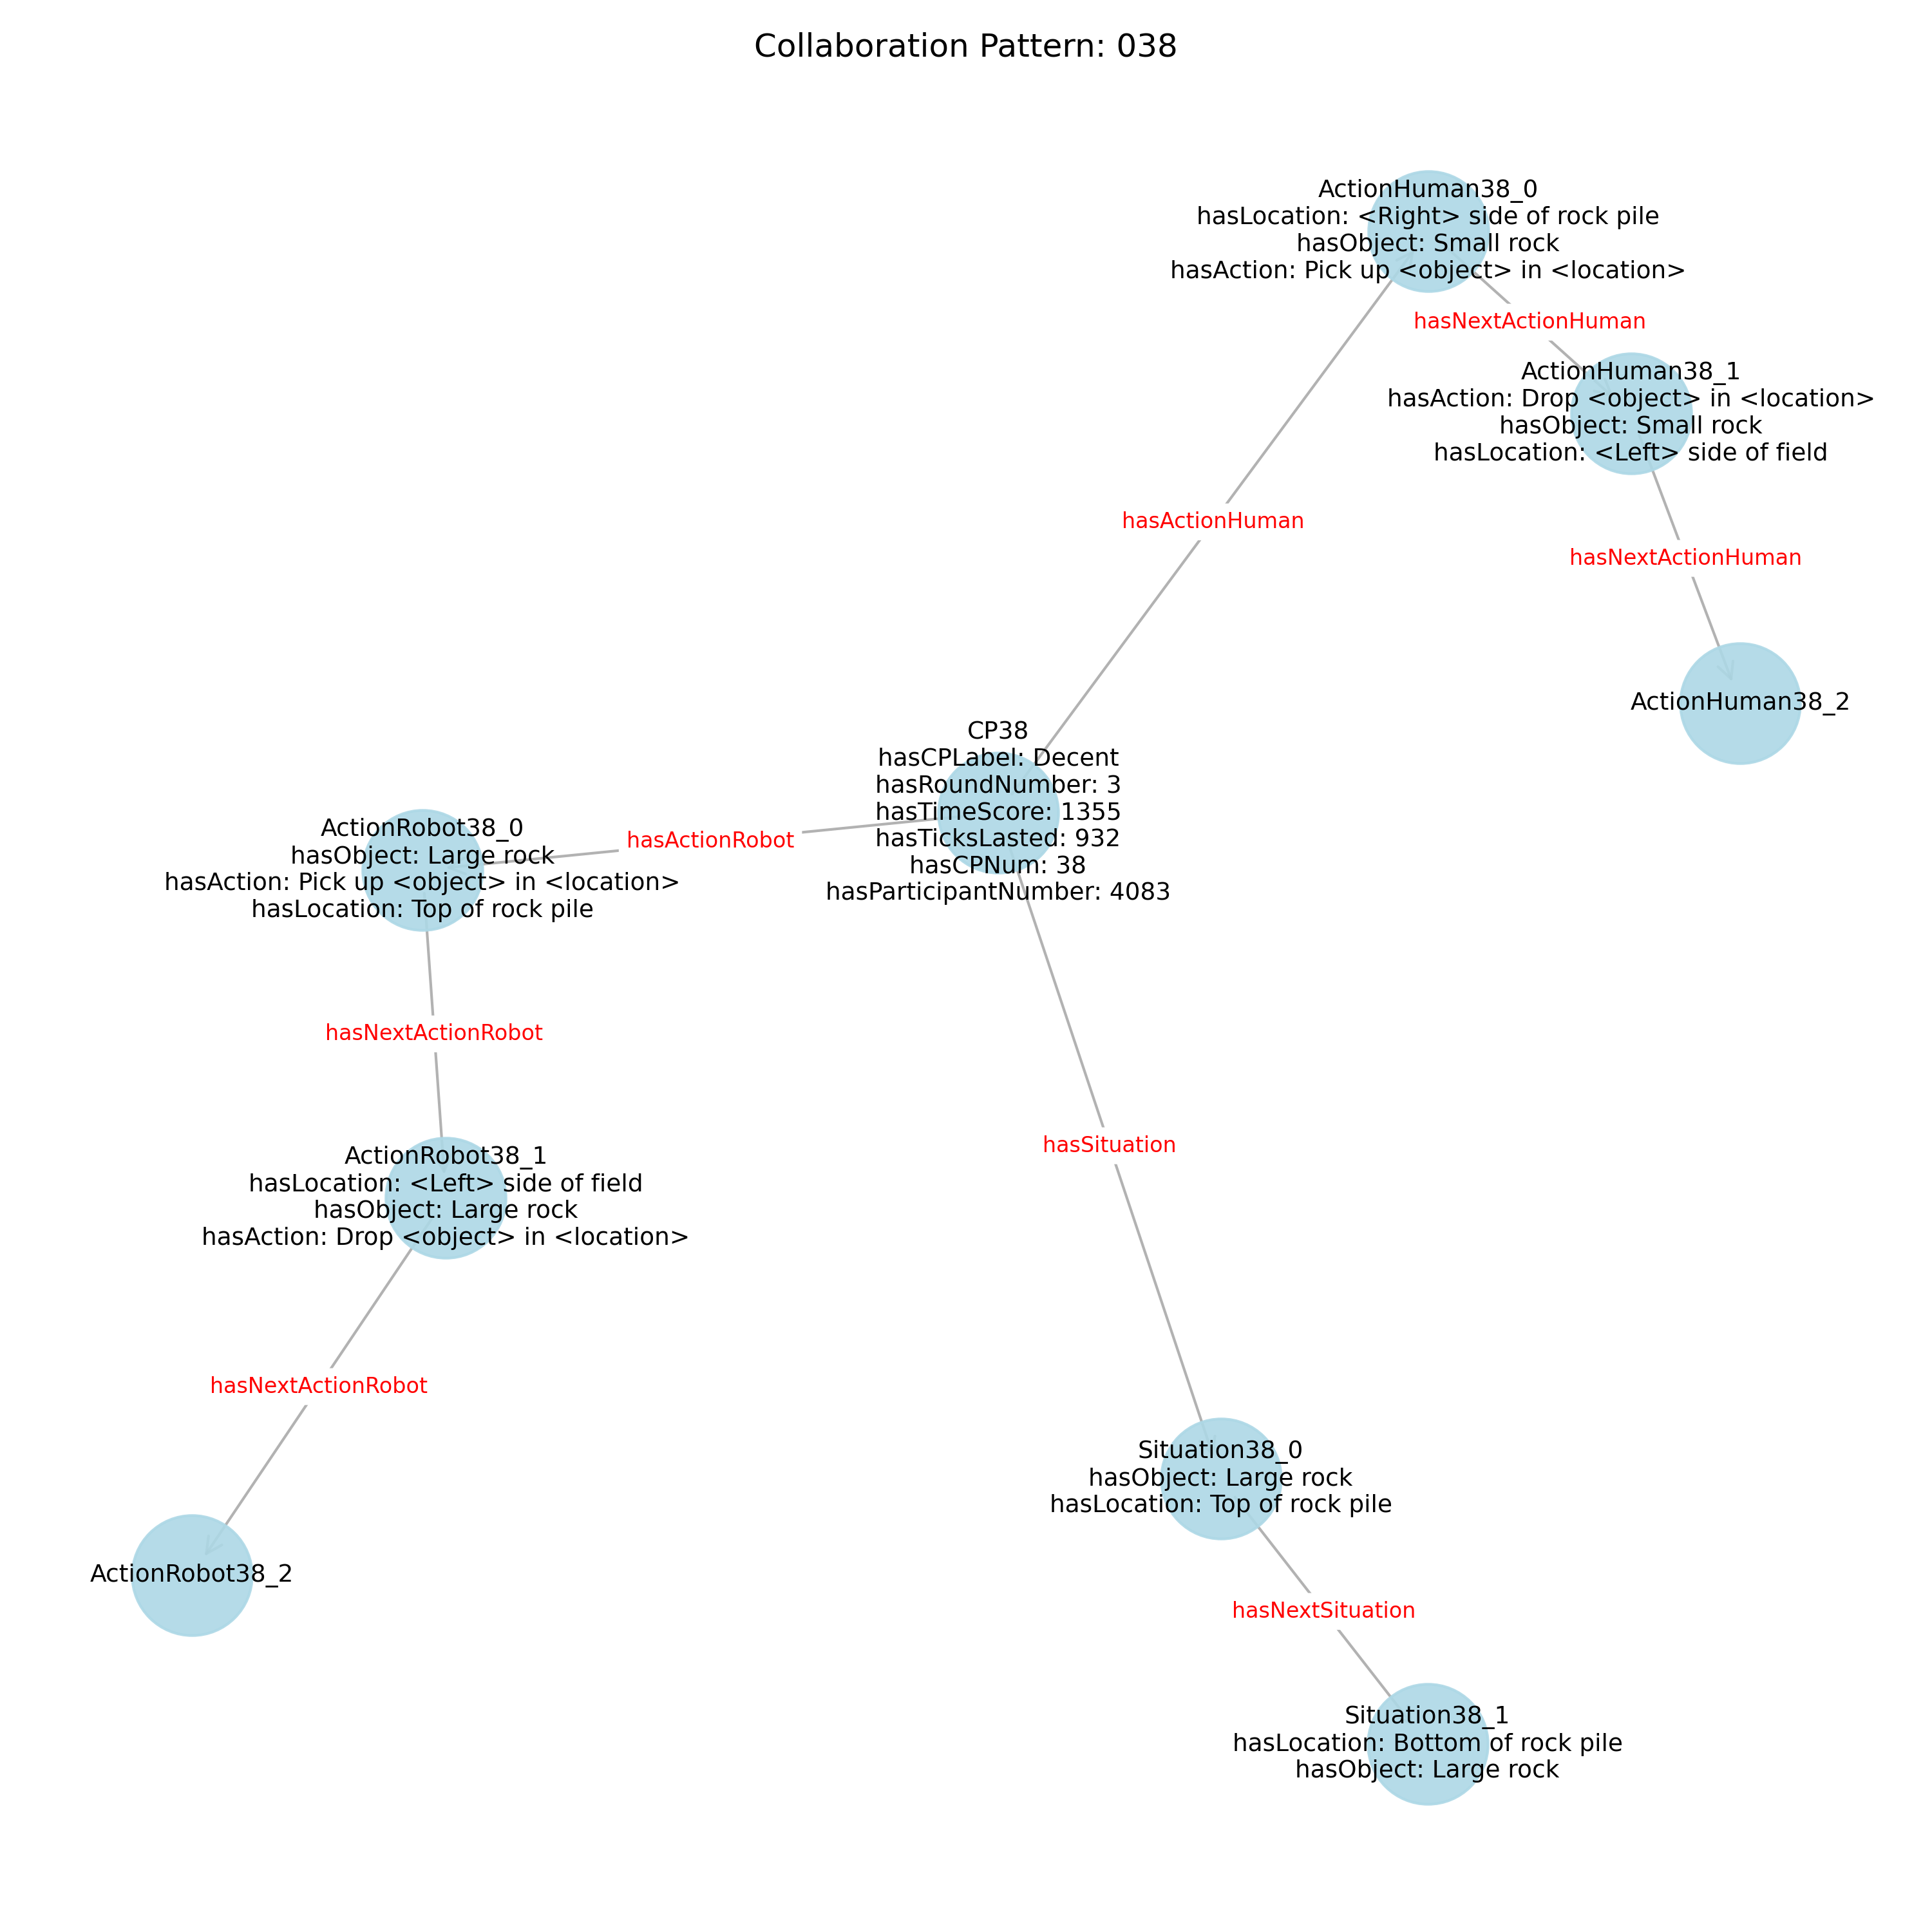 Collaboration Pattern: 038
ActionHuman38_0
hasLocation: <Right> side of rock pile
hasObject: Small rock
hasAction: Pick up <object> in <location>
hasNextActionHuman
ActionHuman38_1
hasAction: Drop <object> in <location>
hasObject: Small rock
hasLocation: <Left> side of field
hasActionHuman
hasNextActionHuman
ActionHuman38_2
CP38
hasCPLabel: Decent
hasRoundNumber: 3
hasTimeScore: 1355
hasTicksLasted: 932
hasCPNum: 38
hasParticipantNumber: 4083
hasActionRobot
ActionRobot38_0
hasObject: Large rock
hasAction: Pick up <object> in <location>
hasLocation: Top of rock pile
hasNextActionRobot
hasSituation
ActionRobot38_1
hasLocation: <Left> side of field
hasObject: Large rock
hasAction: Drop <object> in <location>
hasNextActionRobot
Situation38_0
hasObject: Large rock
hasLocation: Top of rock pile
ActionRobot38_2
hasNextSituation
Situation38_1
hasLocation: Bottom of rock pile
hasObject: Large rock